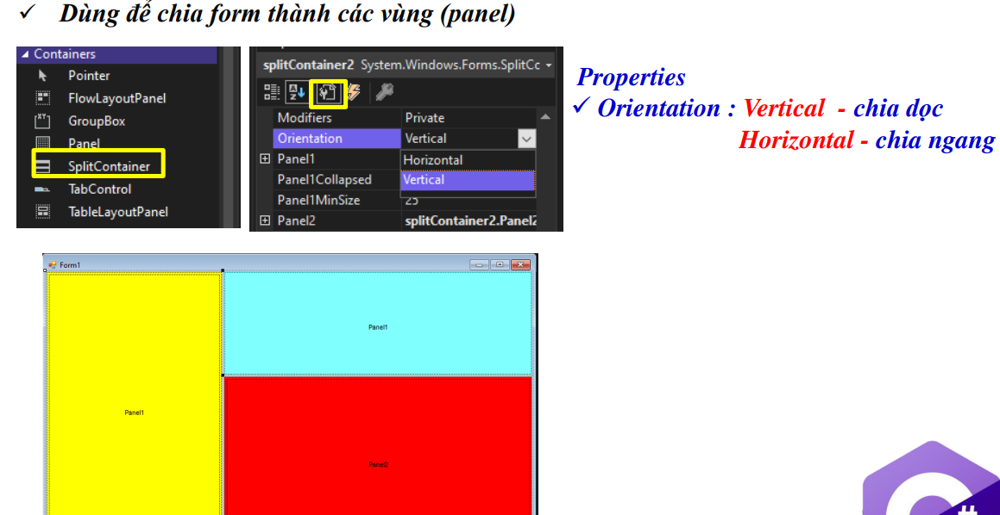 ✓ Dùng để chia form thành các vùng (panel)
Containers
Pointer
FlowLayoutPanel
GroupBox
Panel
SplitContainer
TabControl
TableLayoutPanel
splitContainer2 System.Windows.Forms.SplitCc
Modifiers Private
Orientation Vertical
Panel1 Horizontal
Panel1Collapsed Vertical
Panel1MinSize 25
Panel2 splitContainer2.Panel2
Properties
✓ Orientation : Vertical - chia dọc
Horizontal - chia ngang
Form1
Panel1
Panel1
Panel2
#